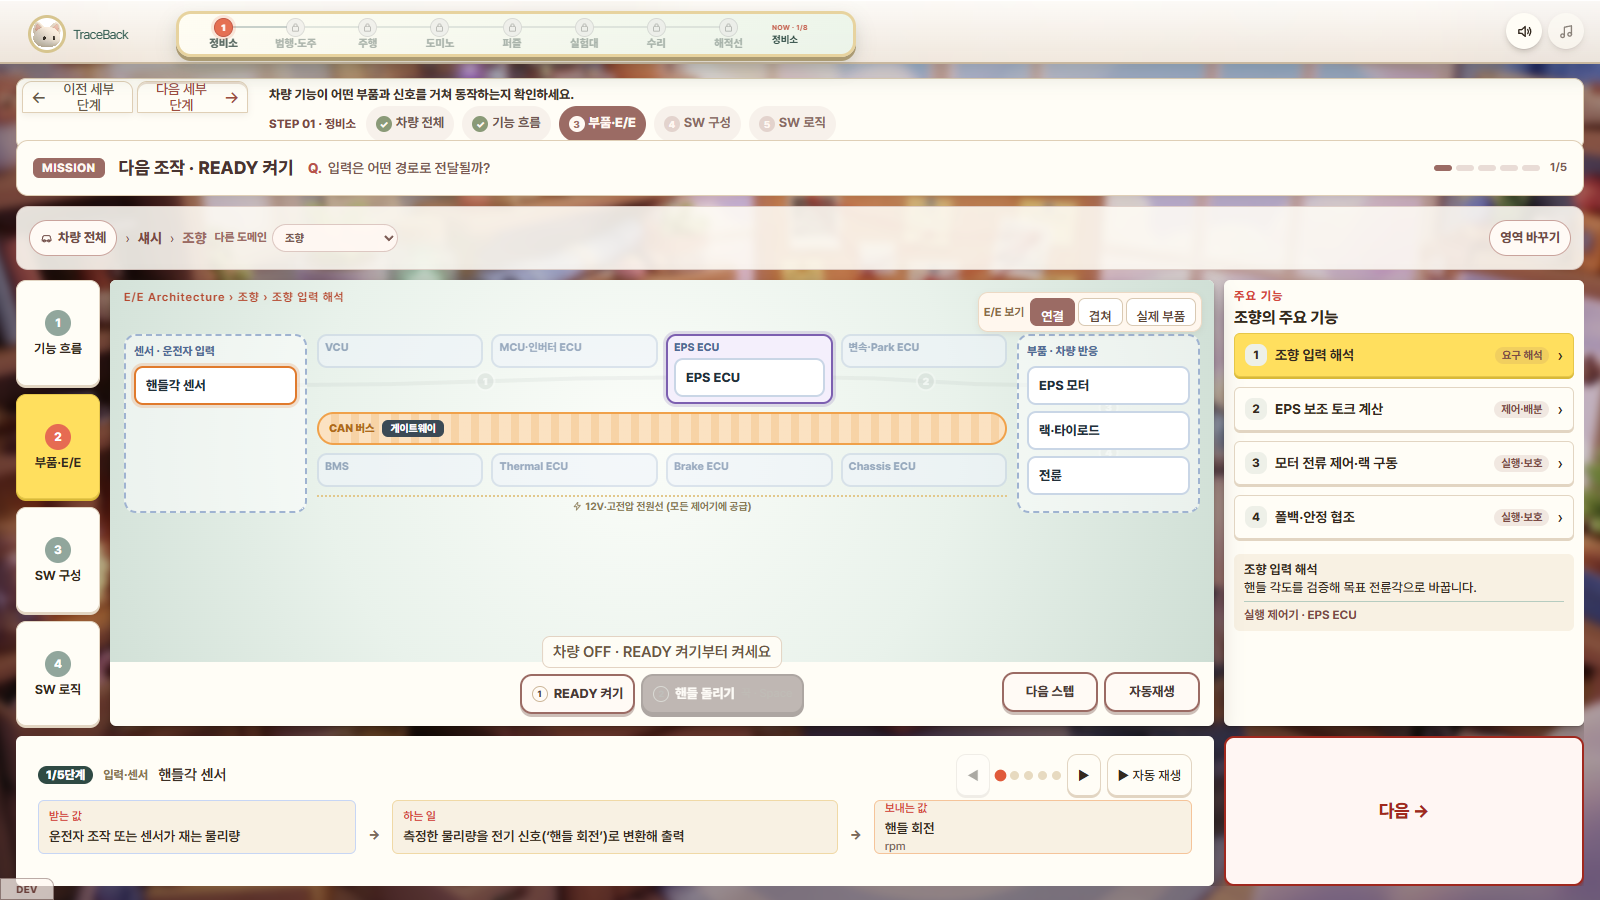 TraceBack
1
정비소
범행·도주
주행
도미노
퍼즐
실험대
수리
해적선
NOW · 1/8
정비소
← 이전 세부 단계
다음 세부 단계 →
차량 기능이 어떤 부품과 신호를 거쳐 동작하는지 확인하세요.
STEP 01 · 정비소
차량 전체
기능 흐름
3 부품·E/E
4 SW 구성
5 SW 로직
MISSION 다음 조작 · READY 켜기 Q. 입력은 어떤 경로로 전달될까?
1/5
차량 전체 › 섀시 › 조향 다른 도메인 조향
영역 바꾸기
1
기능 흐름
2
부품·E/E
3
SW 구성
4
SW 로직
E/E Architecture › 조향 › 조향 입력 해석
E/E 보기 연결 겹쳐 실제 부품
센서 · 운전자 입력
핸들각 센서
VCU
MCU·인버터 ECU
EPS ECU
EPS ECU
변속·Park ECU
1
2
CAN 버스 게이트웨이
BMS
Thermal ECU
Brake ECU
Chassis ECU
12V·고전압 전원선 (모든 제어기에 공급)
부품 · 차량 반응
EPS 모터
랙·타이로드
전륜
차량 OFF · READY 켜기부터 켜세요
1 READY 켜기
핸들 돌리기
다음 스텝
자동재생
주요 기능
조향의 주요 기능
1 조향 입력 해석 요구 해석 ›
2 EPS 보조 토크 계산 제어·배분 ›
3 모터 전류 제어·랙 구동 실행·보호 ›
4 폴백·안정 협조 실행·보호 ›
조향 입력 해석
핸들 각도를 검증해 목표 전륜각으로 바꿉니다.
실행 제어기 · EPS ECU
1/5단계 입력·센서 핸들각 센서
◀
▶
▶ 자동 재생
받는 값
운전자 조작 또는 센서가 재는 물리량
→
하는 일
측정한 물리량을 전기 신호(‘핸들 회전’)로 변환해 출력
→
보내는 값
핸들 회전
rpm
다음 →
DEV